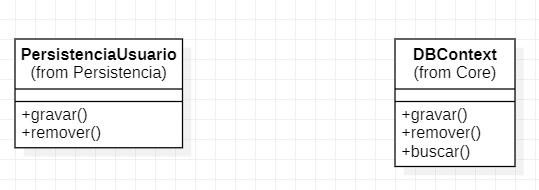 PersistenciaUsuario
(from Persistencia)
+gravar()
+remover()
DBContext
(from Core)
+gravar()
+remover()
+buscar()